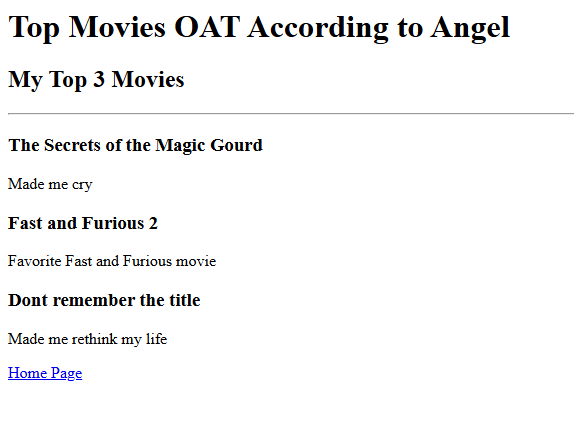 Top Movies OAT According to Angel
My Top 3 Movies
The Secrets of the Magic Gourd
Made me cry
Fast and Furious 2
Favorite Fast and Furious movie
Dont remember the title
Made me rethink my life
Home Page